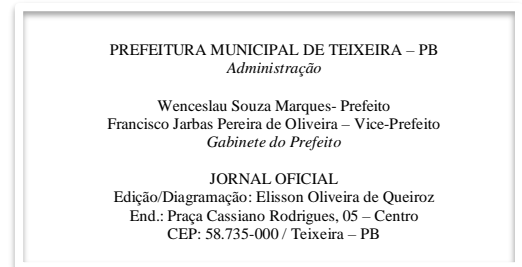 PREFEITURA MUNICIPAL DE TEIXEIRA – PB
Administração
Wenceslau Souza Marques- Prefeito
Francisco Jarbas Pereira de Oliveira – Vice-Prefeito
Gabinete do Prefeito
JORNAL OFICIAL
Edição/Diagramação: Elisson Oliveira de Queiroz
End.: Praça Cassiano Rodrigues, 05 – Centro
CEP: 58.735-000 / Teixeira – PB